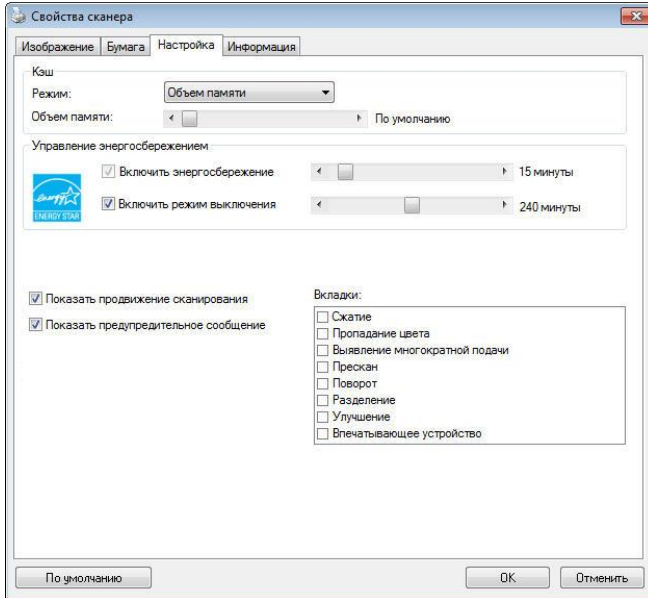 Свойства сканера
Изображение Бумага Настройка Информация
Кэш
Режим: Объем памяти
Объем памяти: По умолчанию
Управление энергосбережением
Включить энергосбережение 15 минуты
Включить режим выключения 240 минуты
energy
ENERGY STAR
Показать продвижение сканирования
Показать предупредительное сообщение
Вкладки:
Сжатие
Пропадание цвета
Выявление многократной подачи
Прескан
Поворот
Разделение
Улучшение
Впечатывающее устройство
По умолчанию OK Отменить